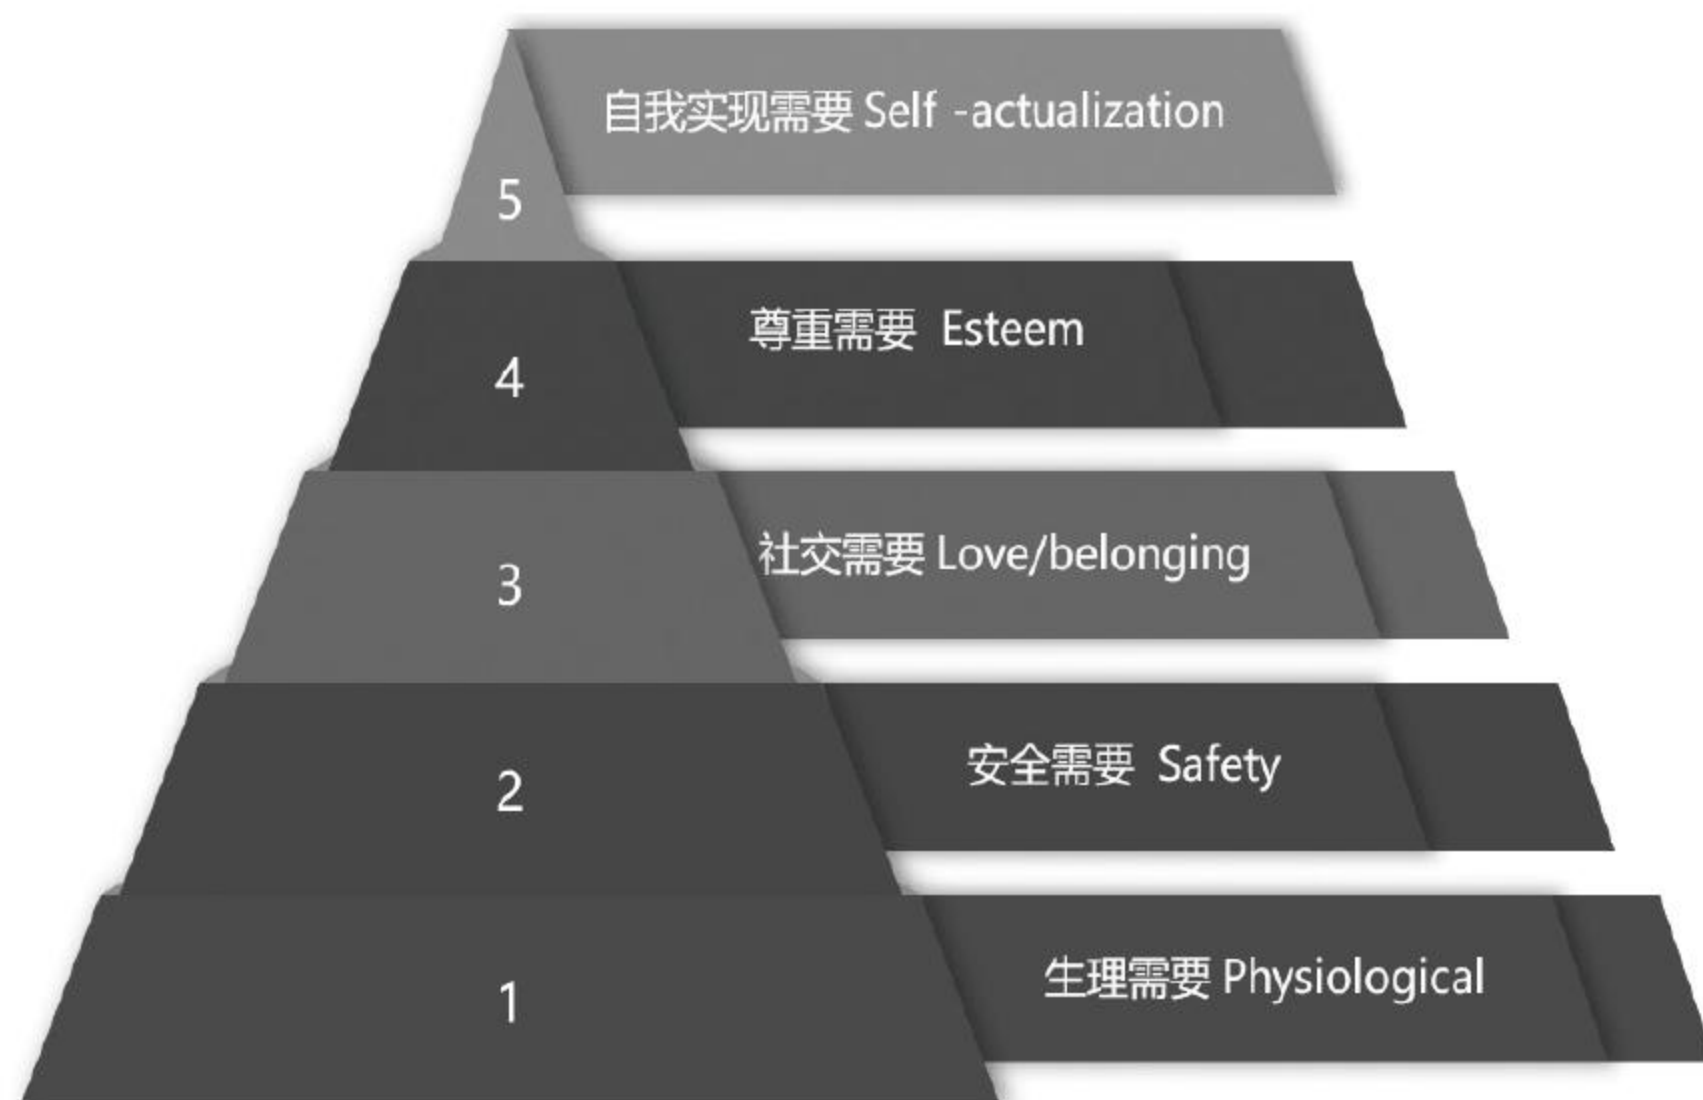 自我实现需要 Self -actualization
5
尊重需要 Esteem
4
社交需要 Love/belonging
3
安全需要 Safety
2
生理需要 Physiological
1